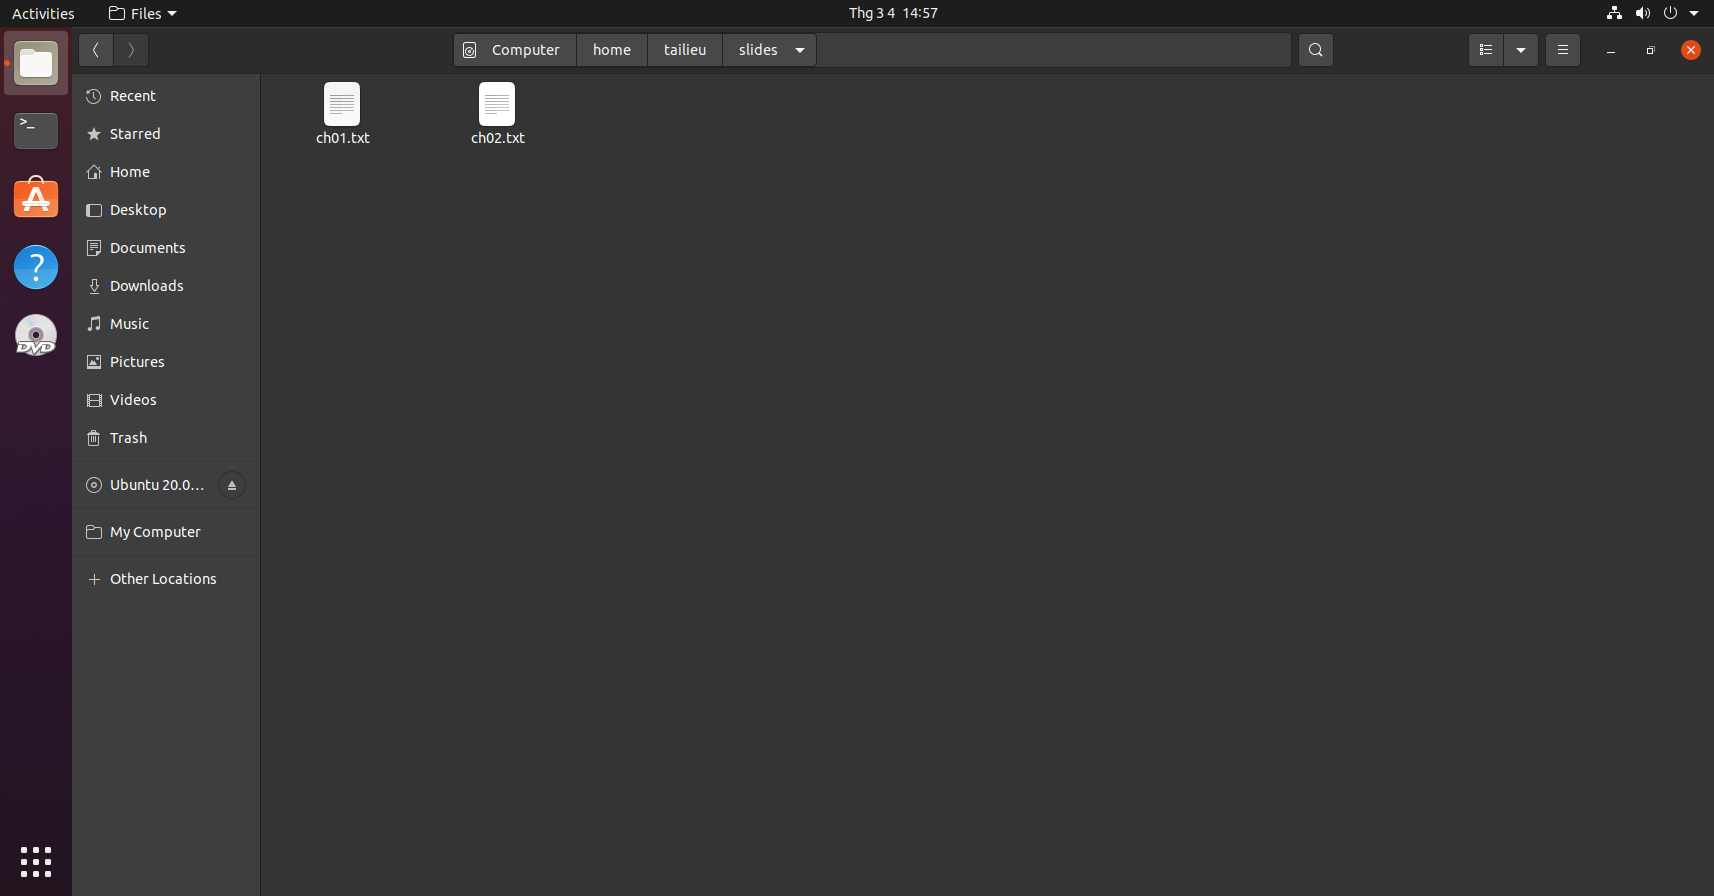 Activities
Files
Thg 3 4 14:57
Computer
home
tailieu
slides
Recent
Starred
Home
Desktop
Documents
Downloads
Music
Pictures
Videos
Trash
Ubuntu 20.0…
My Computer
Other Locations
ch01.txt
ch02.txt
>_
A
?
DVD